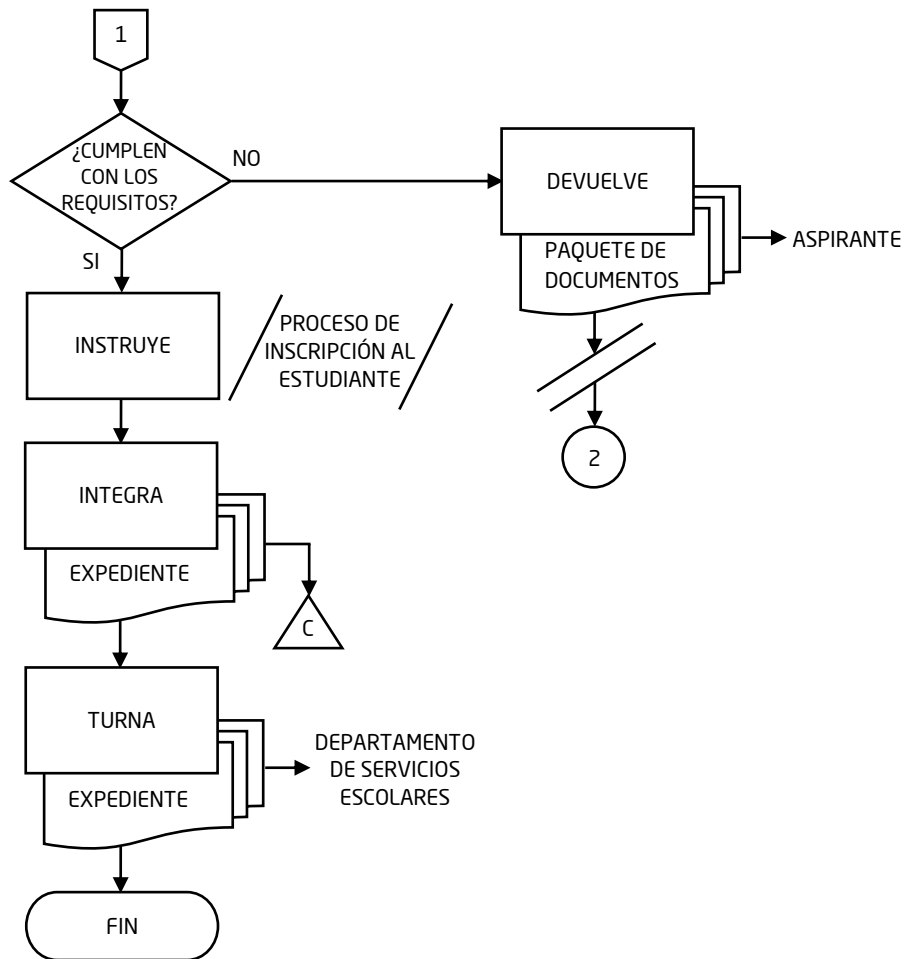 1
¿CUMPLEN
CON LOS
REQUISITOS?
NO
SI
DEVUELVE
PAQUETE DE
DOCUMENTOS
ASPIRANTE
2
INSTRUYE
PROCESO DE
INSCRIPCIÓN AL
ESTUDIANTE
INTEGRA
EXPEDIENTE
C
TURNA
EXPEDIENTE
DEPARTAMENTO
DE SERVICIOS
ESCOLARES
FIN